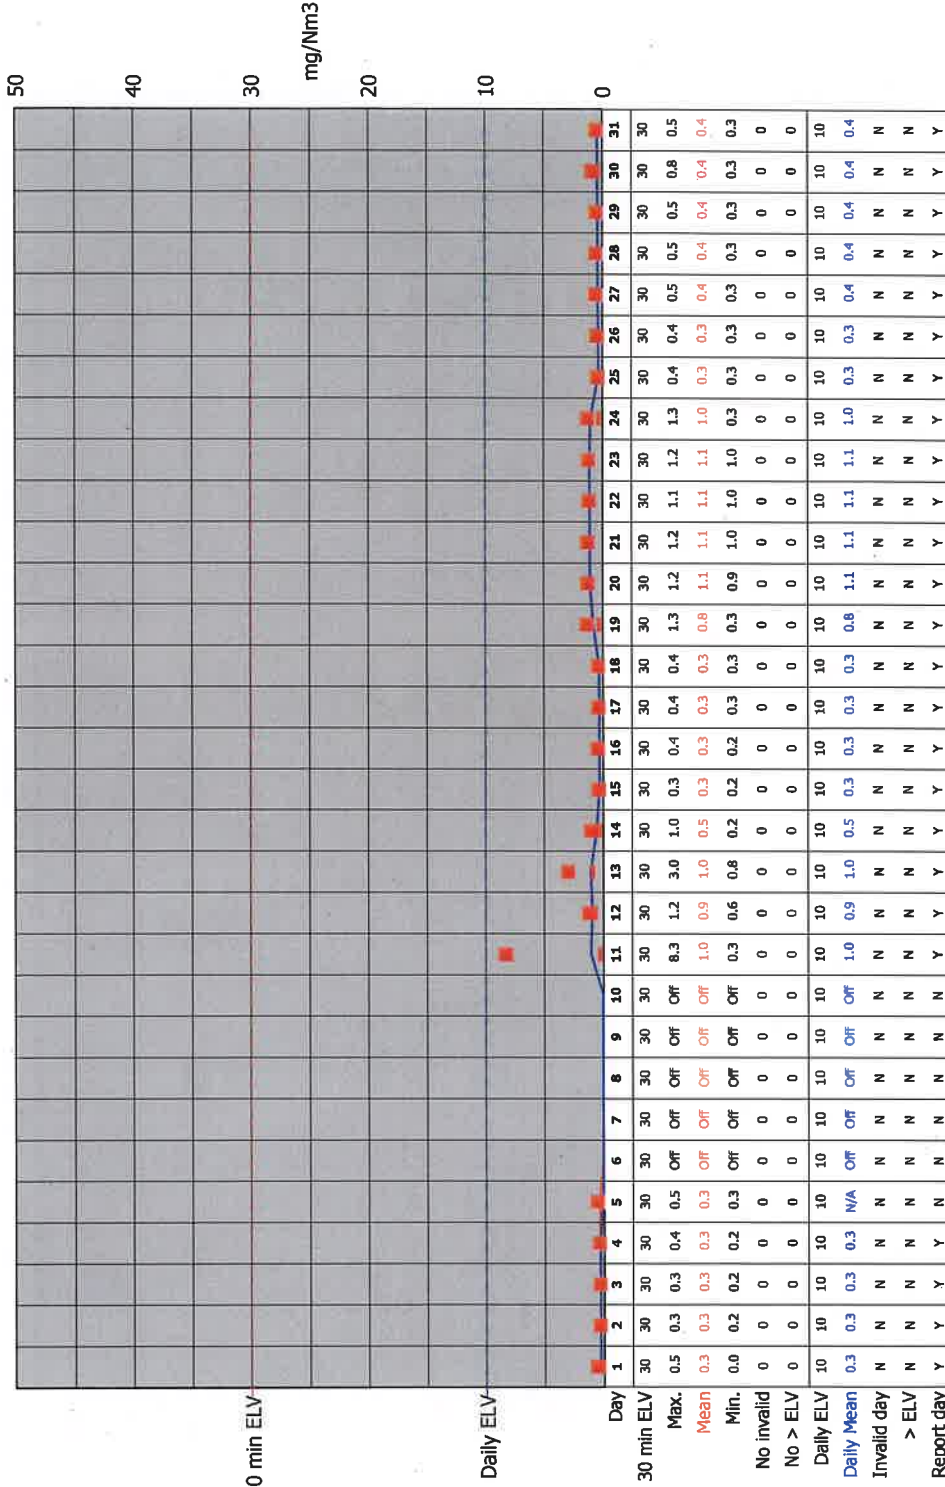 mg/Nm3
50
40
30
20
10
0
0 min ELV
Daily ELV
Day 1 2 3 4 5 6 7 8 9 10 11 12 13 14 15 16 17 18 19 20 21 22 23 24 25 26 27 28 29 30 31
30 min ELV 30 30 30 30 30 30 30 30 30 30 30 30 30 30 30 30 30 30 30 30 30 30 30 30 30 30 30 30 30 30 30
Max. 0.5 0.3 0.3 0.4 0.5 Off Off Off Off Off 8.3 1.2 3.0 1.0 0.3 0.4 0.4 0.4 1.3 1.2 1.2 1.1 1.2 1.3 0.4 0.4 0.5 0.5 0.5 0.8 0.5
Mean 0.3 0.3 0.3 0.3 0.3 Off Off Off Off Off 1.0 0.9 1.0 0.5 0.3 0.3 0.3 0.3 0.8 1.1 1.1 1.1 1.1 1.0 0.3 0.3 0.4 0.4 0.4 0.4 0.4
Min. 0.0 0.2 0.2 0.2 0.3 Off Off Off Off Off 0.3 0.6 0.8 0.2 0.2 0.2 0.3 0.3 0.3 0.9 1.0 1.0 1.0 0.3 0.3 0.3 0.3 0.3 0.3 0.3 0.3
No invalid 0 0 0 0 0 0 0 0 0 0 0 0 0 0 0 0 0 0 0 0 0 0 0 0 0 0 0 0 0 0 0
No > ELV 0 0 0 0 0 0 0 0 0 0 0 0 0 0 0 0 0 0 0 0 0 0 0 0 0 0 0 0 0 0 0
Daily ELV 10 10 10 10 10 10 10 10 10 10 10 10 10 10 10 10 10 10 10 10 10 10 10 10 10 10 10 10 10 10 10
Daily Mean 0.3 0.3 0.3 0.3 N/A Off Off Off Off Off 1.0 0.9 1.0 0.5 0.3 0.3 0.3 0.3 0.8 1.1 1.1 1.1 1.1 1.0 0.3 0.3 0.4 0.4 0.4 0.4 0.4
Invalid day N N N N N N N N N N N N N N N N N N N N N N N N N N N N N N N
> ELV N N N N N N N N N N N N N N N N N N N N N N N N N N N N N N N
Report day Y Y Y Y N N N N N N Y Y Y Y Y Y Y Y Y Y Y Y Y Y Y Y Y Y Y Y Y